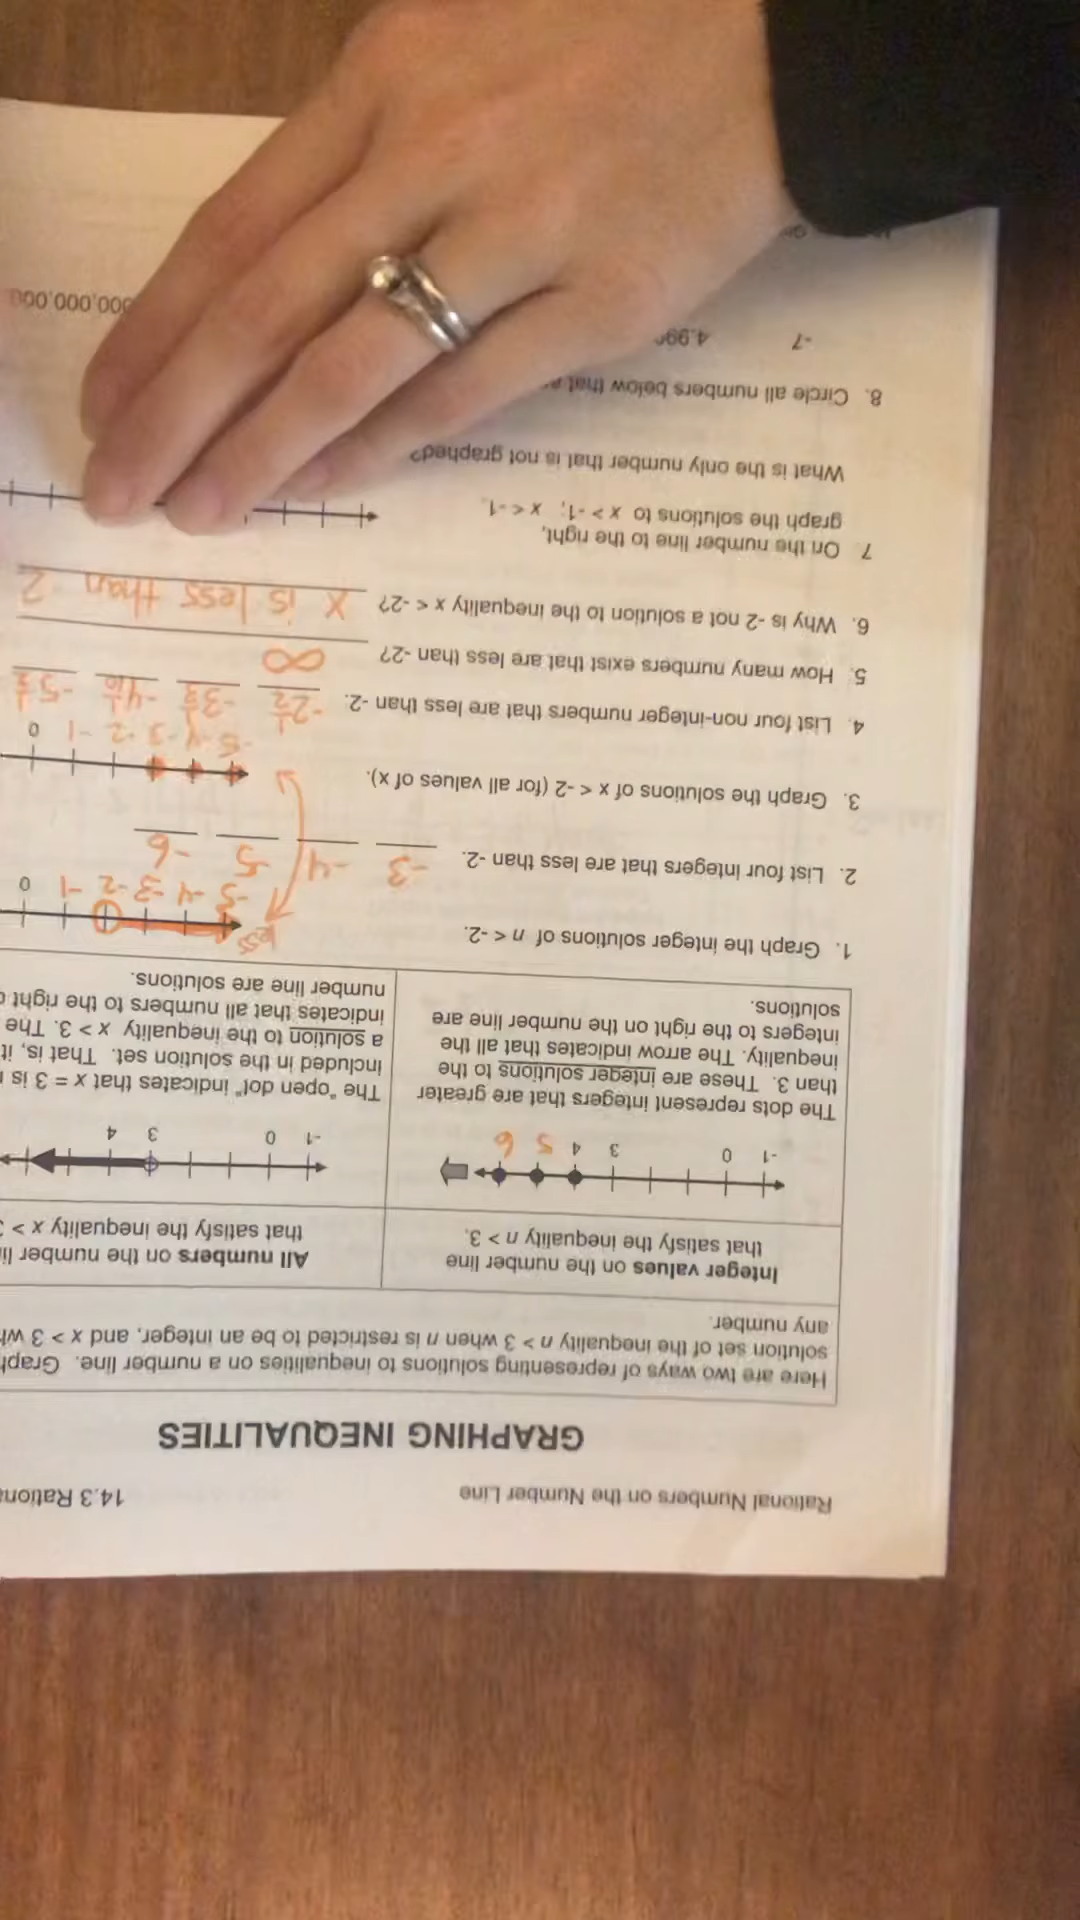 Rational Numbers on the Number Line 14.3
GRAPHING INEQUALITIES
Here are two ways of representing solutions to inequalities on a number line.
solution set of the inequality n > 3 when n is restricted to be an integer, and x > 3
any number.
Integer values on the number line
that satisfy the inequality n > 3.
All numbers on the number
that satisfy the inequality x >
-1 0 3 4 5 6
-1 0 3 4
The dots represent integers that are greater
than 3. These are integer solutions to the
inequality. The arrow indicates that all the
integers to the right on the number line are
solutions.
The "open dot" indicates that x = 3 is
included in the solution set. That is, it
a solution to the inequality x > 3. The
indicates that all numbers to the right
number line are solutions.
1. Graph the integer solutions of n < -2.
-4 -3 -2 -1 0
2. List four integers that are less than -2. -3 -4 -5 -6
3. Graph the solutions of x < -2 (for all values of x).
-3 -2 -1 0
4. List four non-integer numbers that are less than -2. -2 1/2
5. How many numbers exist that are less than -2? ∞
6. Why is -2 not a solution to the inequality x < -2? x is less than -2
7. On the number line to the right,
graph the solutions to x > -1; x < -1.
What is the only number that is not graphed?
8. Circle all numbers below that
-7 4.99